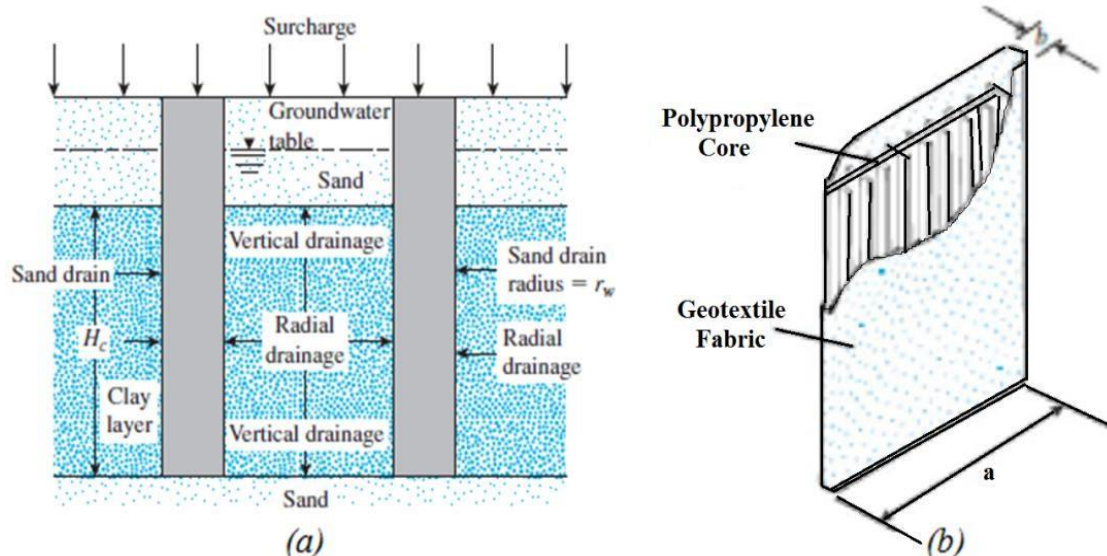 Surcharge
Groundwater
table
Sand
Vertical drainage
Sand drain
Sand drain
radius = r_w
H_c
Radial
drainage
Radial
drainage
Clay
layer
Vertical drainage
Sand
(a)
b
Polypropylene
Core
Geotextile
Fabric
a
(b)